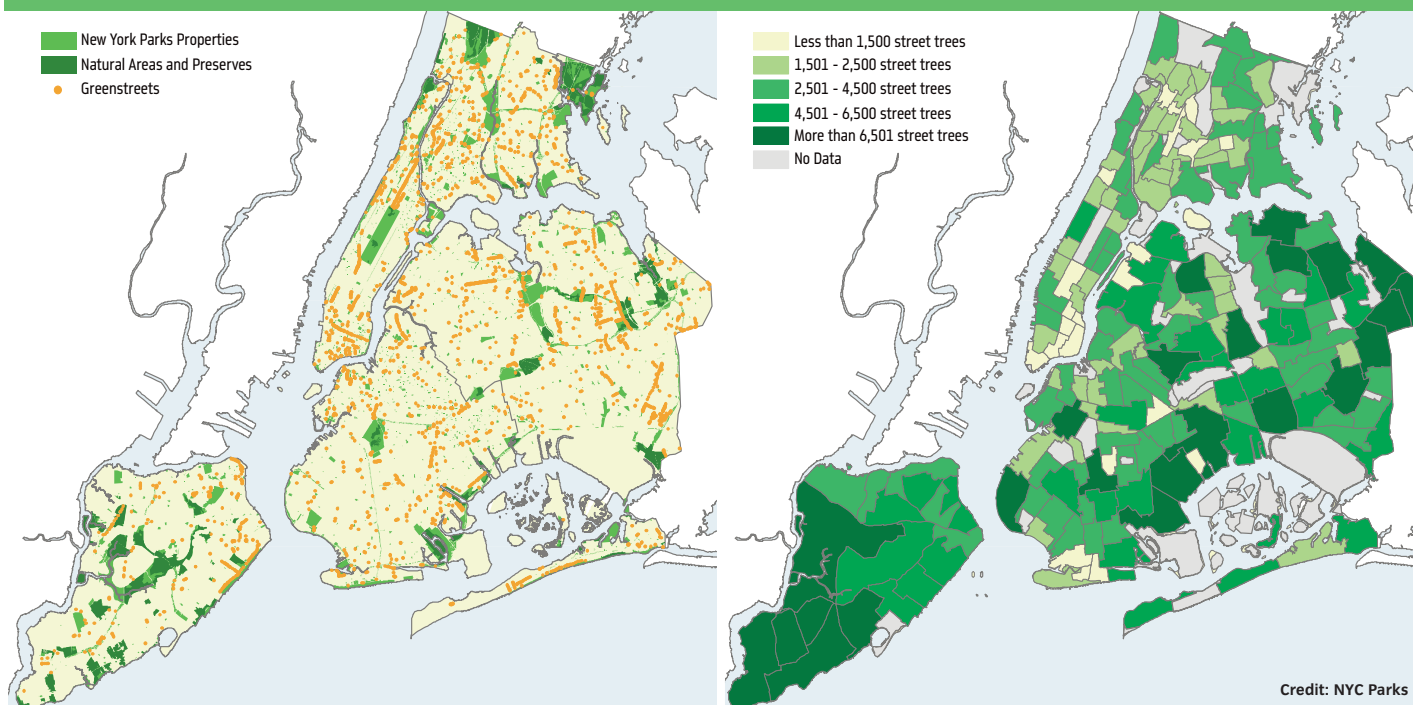 New York Parks Properties
Natural Areas and Preserves
Greenstreets
Less than 1,500 street trees
1,501 - 2,500 street trees
2,501 - 4,500 street trees
4,501 - 6,500 street trees
More than 6,501 street trees
No Data
Credit: NYC Parks